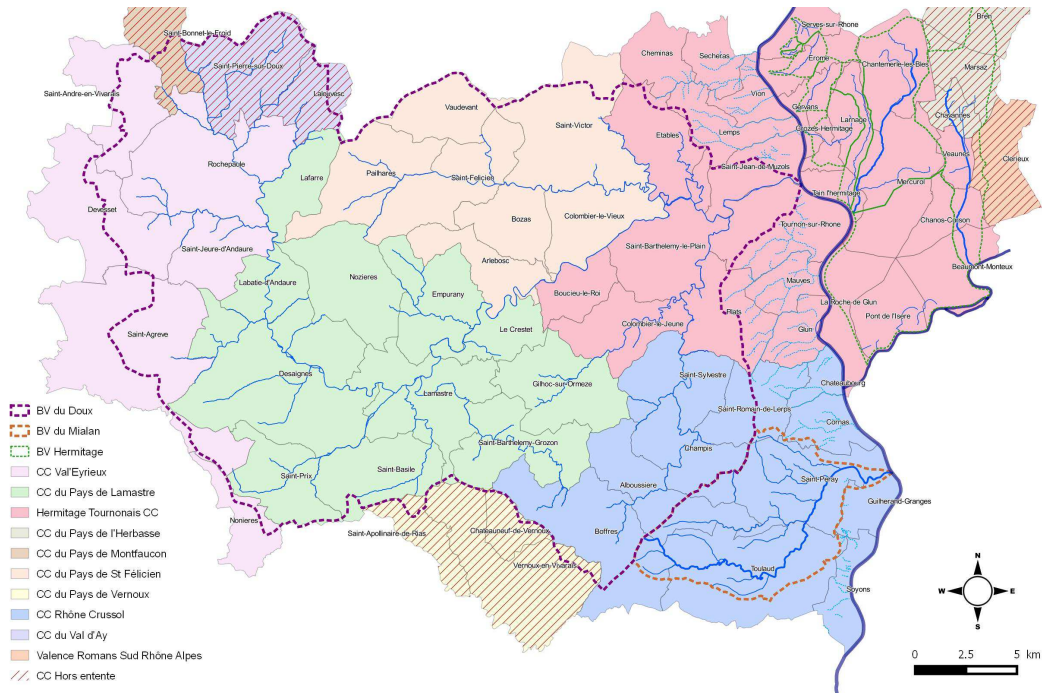 Saint-Bonnet-le-Froid
Serves-sur-Rhone
Bren
Cheminas
Secheras
Erome
Chantemerle-les-Bles
Marsaz
Saint-Pierre-sur-Doux
Saint-Andre-en-Vivarais
Lalouvesc
Vaudevant
Vion
Gervans
Larnage
Chavannes
Saint-Victor
Etables
Lemps
Crozes-Hermitage
Veaunes
Clerieux
Rochepaule
Lafarre
Pailhares
Saint-Felicien
Saint-Jean-de-Muzols
Mercurol
Tain l'hermitage
Devesset
Bozas
Colombier-le-Vieux
Tournon-sur-Rhone
Chanos-Curson
Saint-Jeure-d'Andaure
Saint-Barthelemy-le-Plain
Arlebosc
Beaumont-Monteux
Labatie-d'Andaure
Nozieres
Empurany
Boucieu-le-Roi
Mauves
La Roche de Glun
Plats
Pont de l'Isere
Saint-Agreve
Le Crestet
Colombier-le-Jeune
Glun
Desaignes
Gilhoc-sur-Ormeze
Saint-Sylvestre
Chateaubourg
Lamastre
Saint-Romain-de-Lerps
Cornas
Saint-Barthelemy-Grozon
Champis
Saint-Basile
Saint-Prix
Alboussiere
Saint-Peray
Guilherand-Granges
Nonieres
Saint-Apollinaire-de-Rias
Chateauneuf-de-Vernoux
Boffres
Vernoux-en-Vivarais
Toulaud
Soyons
BV du Doux
BV du Mialan
BV Hermitage
CC Val'Eyrieux
CC du Pays de Lamastre
Hermitage Tournonais CC
CC du Pays de l'Herbasse
CC du Pays de Montfaucon
CC du Pays de St Félicien
CC du Pays de Vernoux
CC Rhône Crussol
CC du Val d'Ay
Valence Romans Sud Rhône Alpes
CC Hors entente
N
W E
S
0 2.5 5 km